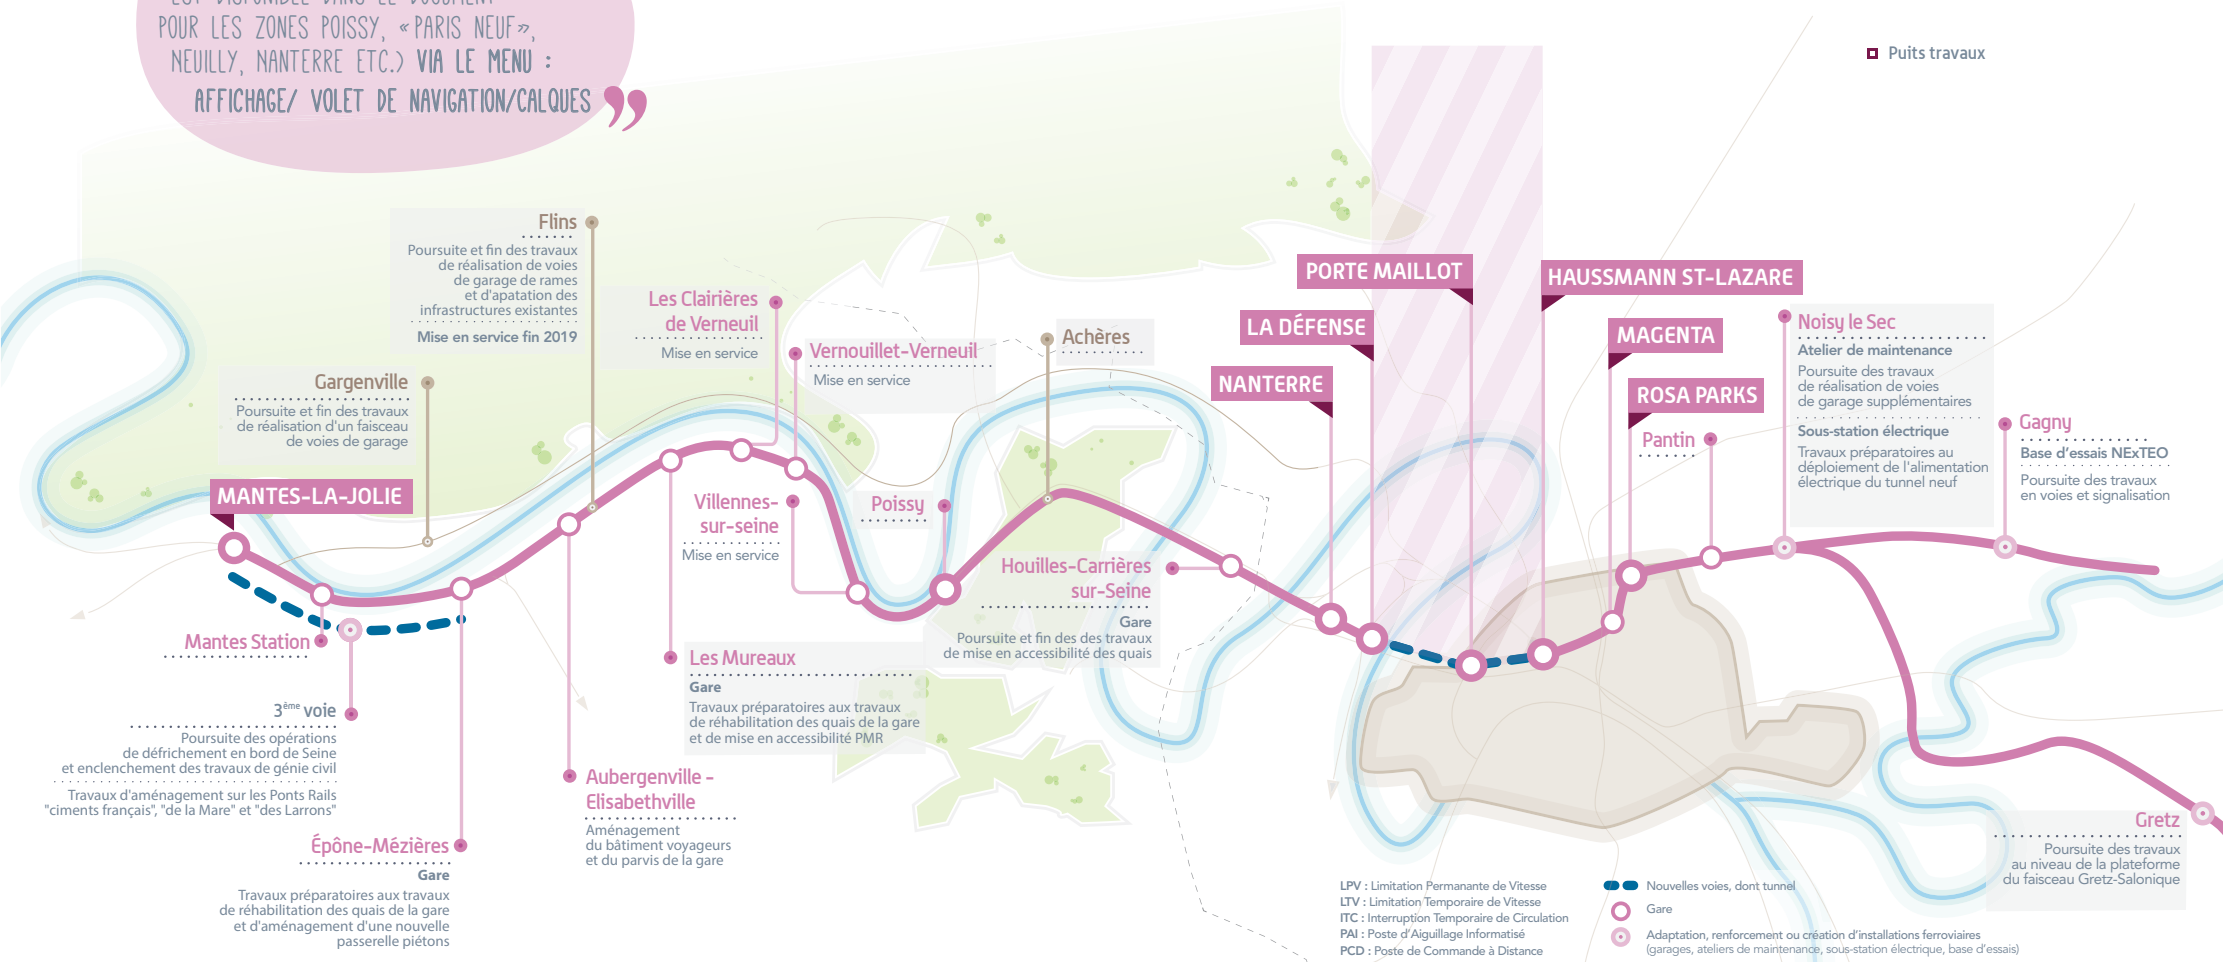 EST DISPONIBLE DANS LE DOCUMENT
POUR LES ZONES POISSY, « PARIS NEUF »,
NEUILLY, NANTERRE ETC.) VIA LE MENU :
AFFICHAGE/ VOLET DE NAVIGATION/CALQUES ”
Puits travaux
Flins
Poursuite et fin des travaux
de réalisation de voies
de garage de rames
et d'apatation des
infrastructures existantes
Mise en service fin 2019
Gargenville
Poursuite et fin des travaux
de réalisation d'un faisceau
de voies de garage
MANTES-LA-JOLIE
Les Clairières
de Verneuil
Mise en service
Vernouillet-Verneuil
Mise en service
Achères
Villennes-
sur-seine
Mise en service
Poissy
Houilles-Carrières
sur-Seine
Gare
Poursuite et fin des des travaux
de mise en accessibilité des quais
NANTERRE
LA DÉFENSE
PORTE MAILLOT
HAUSSMANN ST-LAZARE
MAGENTA
ROSA PARKS
Pantin
Noisy le Sec
Atelier de maintenance
Poursuite des travaux
de réalisation de voies
de garage supplémentaires
Sous-station électrique
Travaux préparatoires au
déploiement de l'alimentation
électrique du tunnel neuf
Gagny
Base d'essais NExTEO
Poursuite des travaux
en voies et signalisation
Mantes Station
3ème voie
Poursuite des opérations
de défrichement en bord de Seine
et enclenchement des travaux de génie civil
Travaux d'aménagement sur les Ponts Rails
"ciments français", "de la Mare" et "des Larrons"
Épône-Mézières
Gare
Travaux préparatoires aux travaux
de réhabilitation des quais de la gare
et d'aménagement d'une nouvelle
passerelle piétons
Les Mureaux
Gare
Travaux préparatoires aux travaux
de réhabilitation des quais de la gare
et de mise en accessibilité PMR
Aubergenville -
Elisabethville
Aménagement
du bâtiment voyageurs
et du parvis de la gare
Gretz
Poursuite des travaux
au niveau de la plateforme
du faisceau Gretz-Salonique
LPV : Limitation Permanante de Vitesse
LTV : Limitation Temporaire de Vitesse
ITC : Interruption Temporaire de Circulation
PAI : Poste d'Aiguillage Informatisé
PCD : Poste de Commande à Distance
Nouvelles voies, dont tunnel
Gare
Adaptation, renforcement ou création d'installations ferroviaires
(garages, ateliers de maintenance, sous-station électrique, base d'essais)